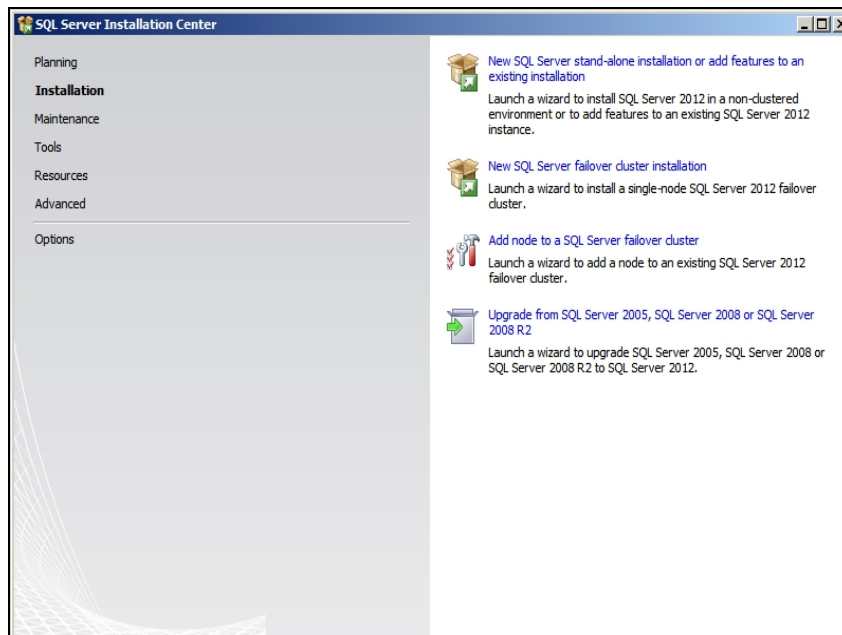 SQL Server Installation Center
Planning
Installation
Maintenance
Tools
Resources
Advanced
Options
New SQL Server stand-alone installation or add features to an
existing installation
Launch a wizard to install SQL Server 2012 in a non-clustered
environment or to add features to an existing SQL Server 2012
instance.
New SQL Server failover cluster installation
Launch a wizard to install a single-node SQL Server 2012 failover
cluster.
Add node to a SQL Server failover cluster
Launch a wizard to add a node to an existing SQL Server 2012
failover cluster.
Upgrade from SQL Server 2005, SQL Server 2008 or SQL Server
2008 R2
Launch a wizard to upgrade SQL Server 2005, SQL Server 2008 or
SQL Server 2008 R2 to SQL Server 2012.